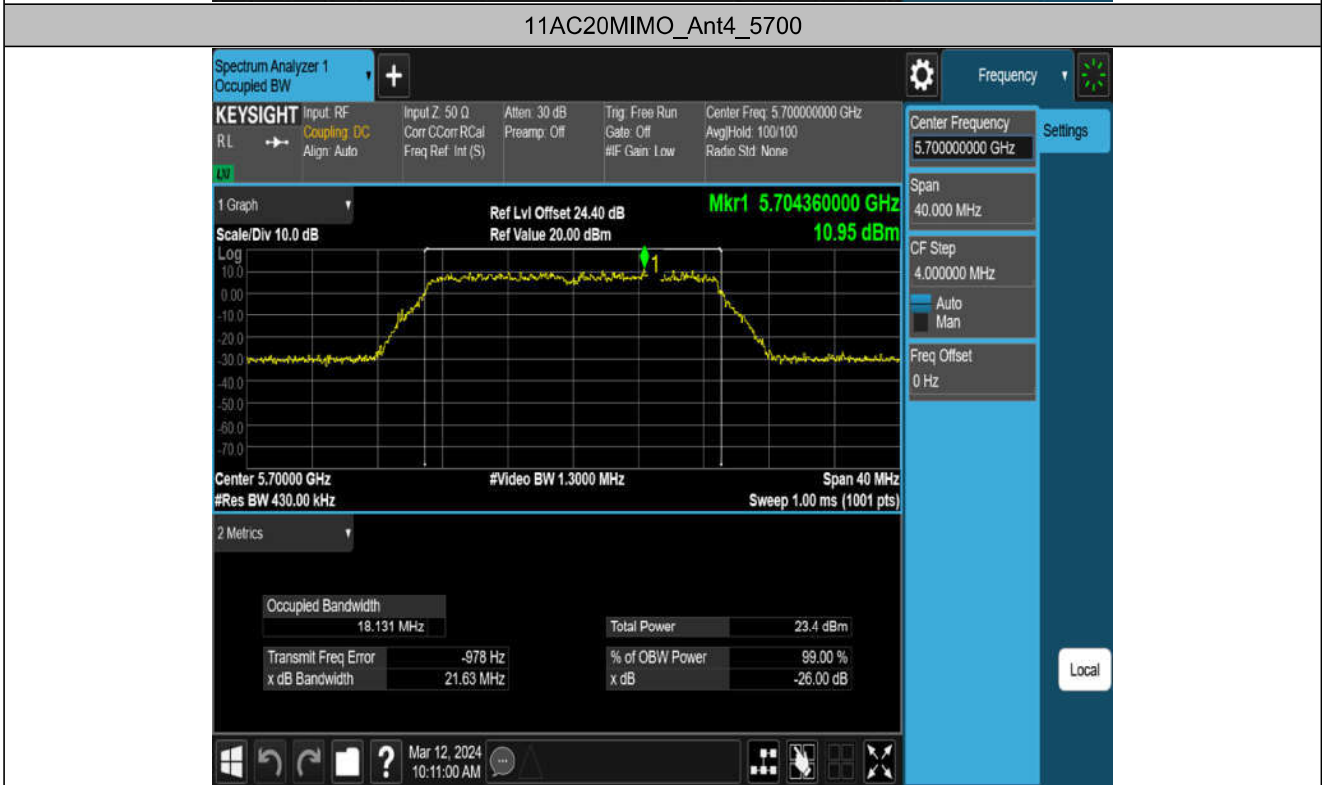 11AC20MIMO_Ant4_5700
Spectrum Analyzer 1
Occupied BW
Frequency
KEYSIGHT
RL
LXI
Input: RF
Coupling: DC
Align: Auto
Input Z: 50 Ω
Corr CCorr RCal
Freq Ref: Int (S)
Atten: 30 dB
Preamp: Off
Trig: Free Run
Gate: Off
#IF Gain: Low
Center Freq: 5.700000000 GHz
Avg|Hold: 100/100
Radio Std: None
Center Frequency
5.700000000 GHz
Settings
Span
40.000 MHz
CF Step
4.000000 MHz
Auto
Man
Freq Offset
0 Hz
Local
1 Graph
Scale/Div 10.0 dB
Ref Lvl Offset 24.40 dB
Ref Value 20.00 dBm
Mkr1 5.704360000 GHz
10.95 dBm
Log
1
10.0
0.00
-10.0
-20.0
-30.0
-40.0
-50.0
-60.0
-70.0
Center 5.70000 GHz
#Video BW 1.3000 MHz
Span 40 MHz
#Res BW 430.00 kHz
Sweep 1.00 ms (1001 pts)
2 Metrics
Occupied Bandwidth
18.131 MHz
Total Power 23.4 dBm
Transmit Freq Error -978 Hz
% of OBW Power 99.00 %
x dB Bandwidth 21.63 MHz
x dB -26.00 dB
?
Mar 12, 2024
10:11:00 AM